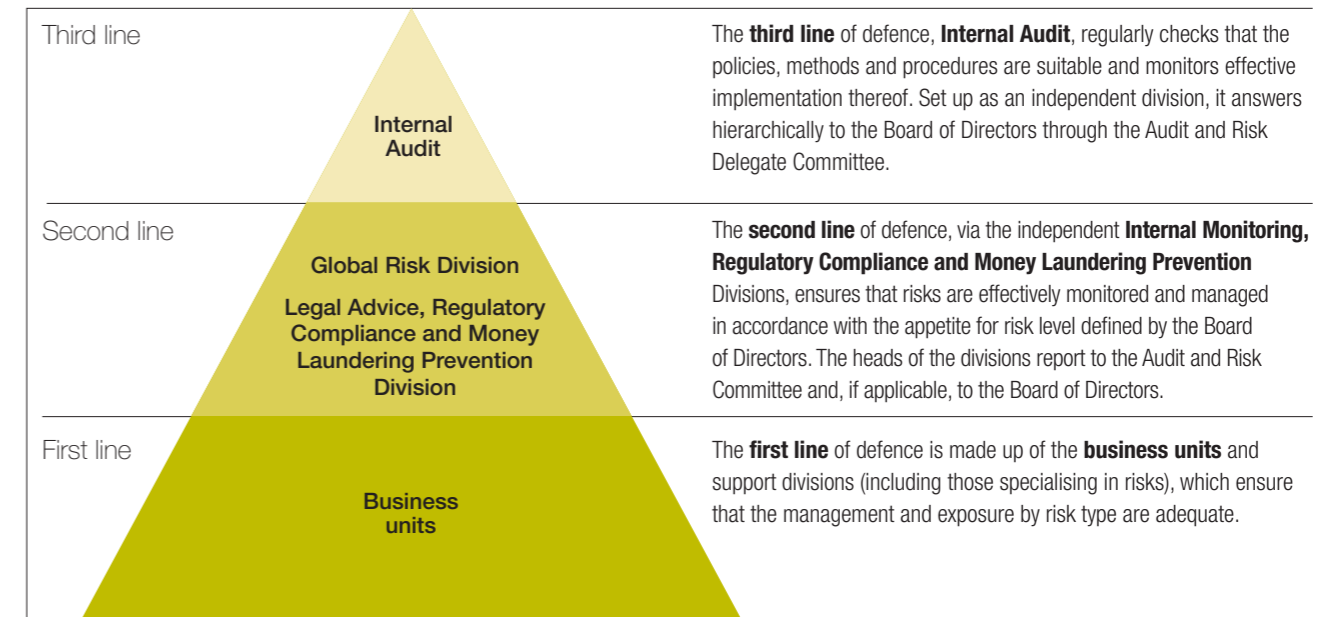 Third line
Internal
Audit
The third line of defence, Internal Audit, regularly checks that the
policies, methods and procedures are suitable and monitors effective
implementation thereof. Set up as an independent division, it answers
hierarchically to the Board of Directors through the Audit and Risk
Delegate Committee.
Second line
Global Risk Division
Legal Advice, Regulatory
Compliance and Money
Laundering Prevention
Division
The second line of defence, via the independent Internal Monitoring,
Regulatory Compliance and Money Laundering Prevention
Divisions, ensures that risks are effectively monitored and managed
in accordance with the appetite for risk level defined by the Board
of Directors. The heads of the divisions report to the Audit and Risk
Committee and, if applicable, to the Board of Directors.
First line
Business
units
The first line of defence is made up of the business units and
support divisions (including those specialising in risks), which ensure
that the management and exposure by risk type are adequate.